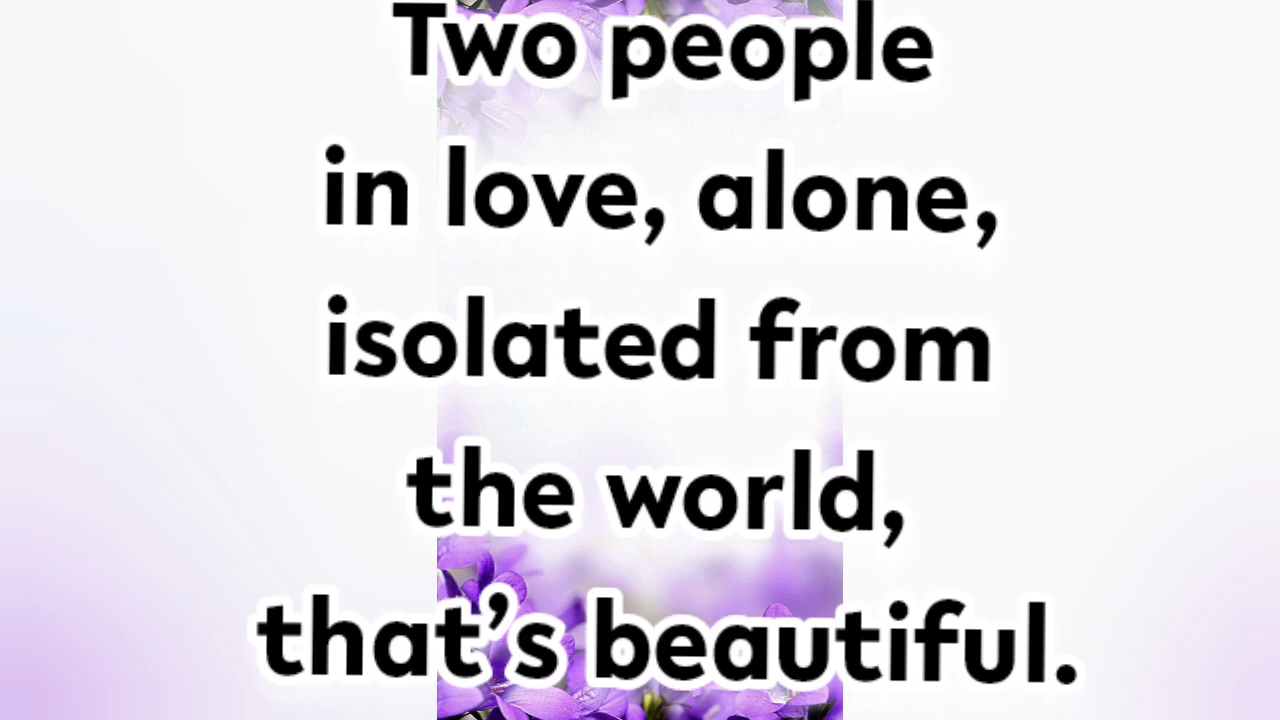 Two people
in love, alone,
isolated from
the world,
that’s beautiful.